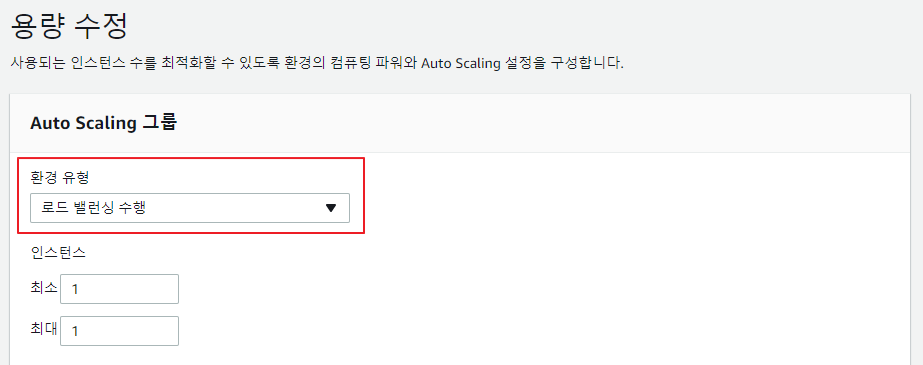 용량 수정
사용되는 인스턴스 수를 최적화할 수 있도록 환경의 컴퓨팅 파워와 Auto Scaling 설정을 구성합니다.
Auto Scaling 그룹
환경 유형
로드 밸런싱 수행
인스턴스
최소 1
최대 1